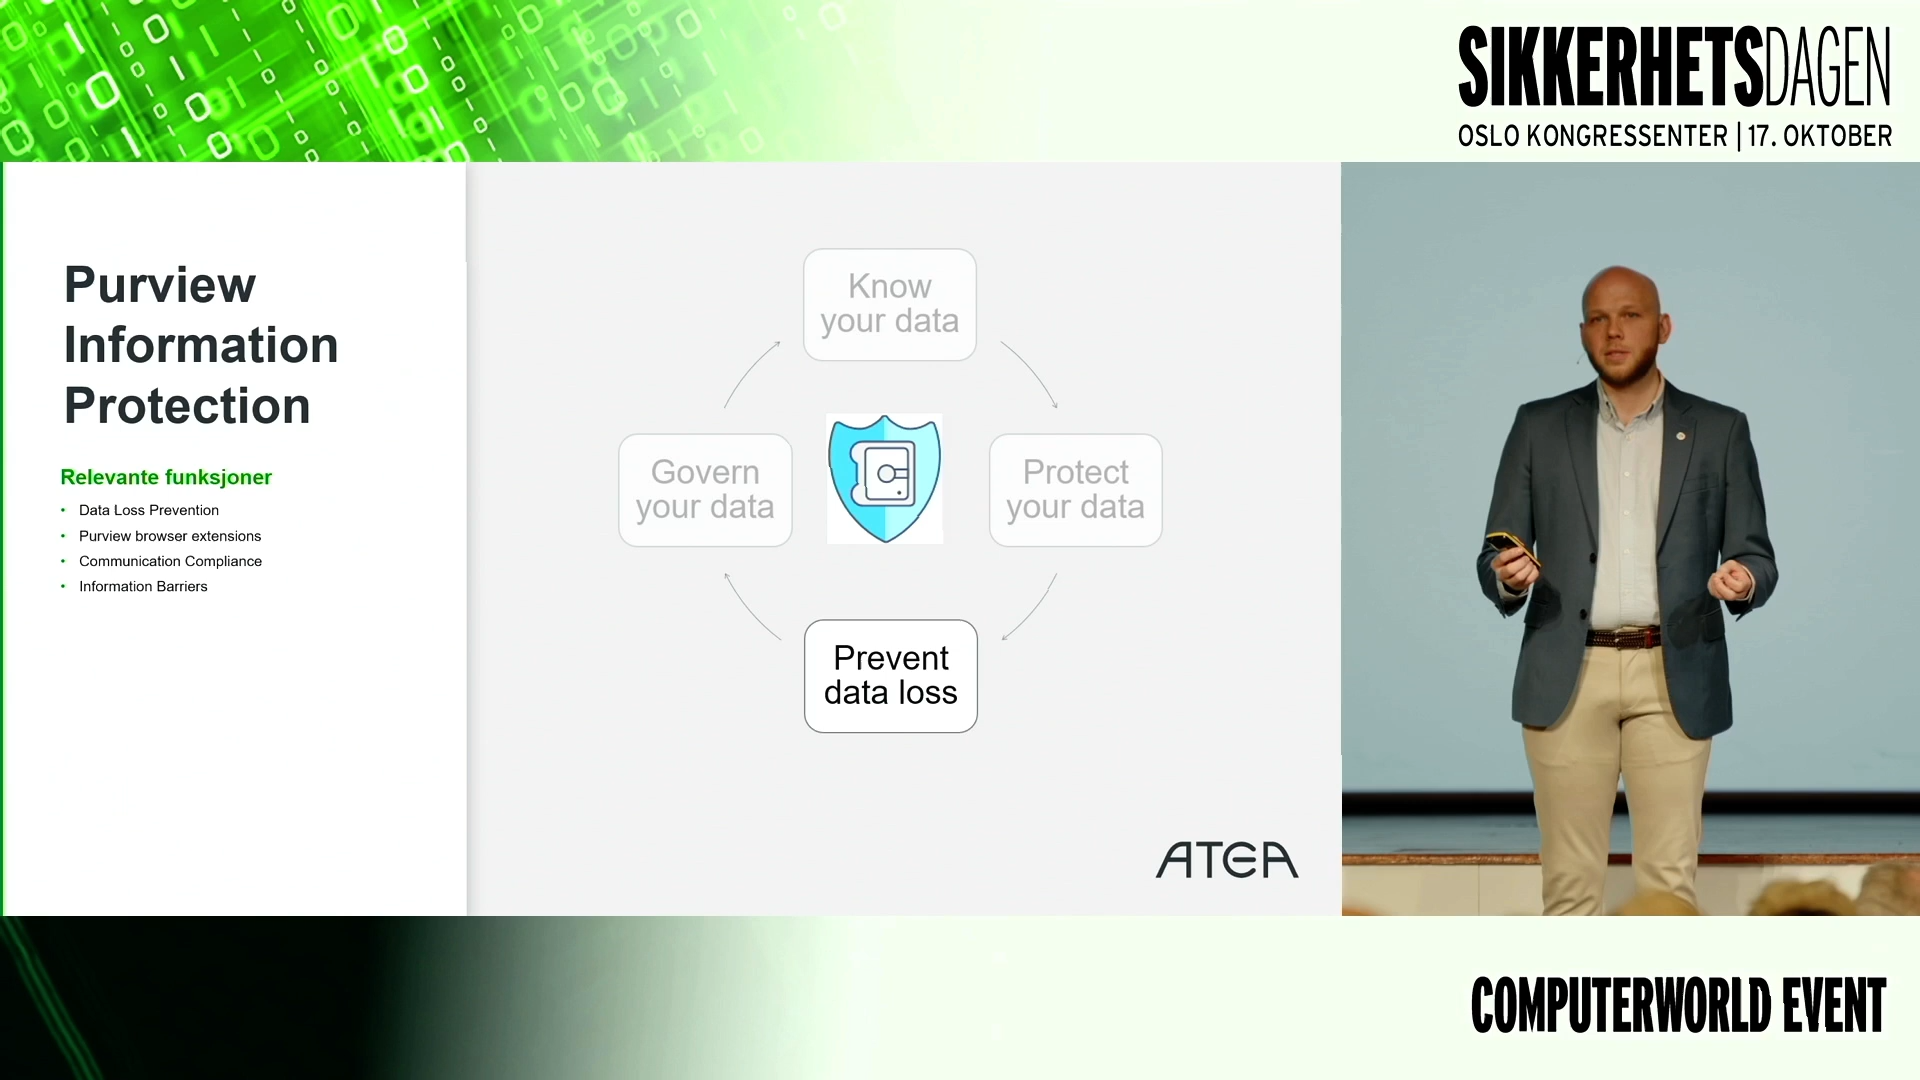 SIKKERHETSDAGEN
OSLO KONGRESSENTER | 17. OKTOBER
Purview
Information
Protection
Relevante funksjoner
• Data Loss Prevention
• Purview browser extensions
• Communication Compliance
• Information Barriers
Know
your data
Govern
your data
Protect
your data
Prevent
data loss
ATEA
COMPUTERWORLD EVENT